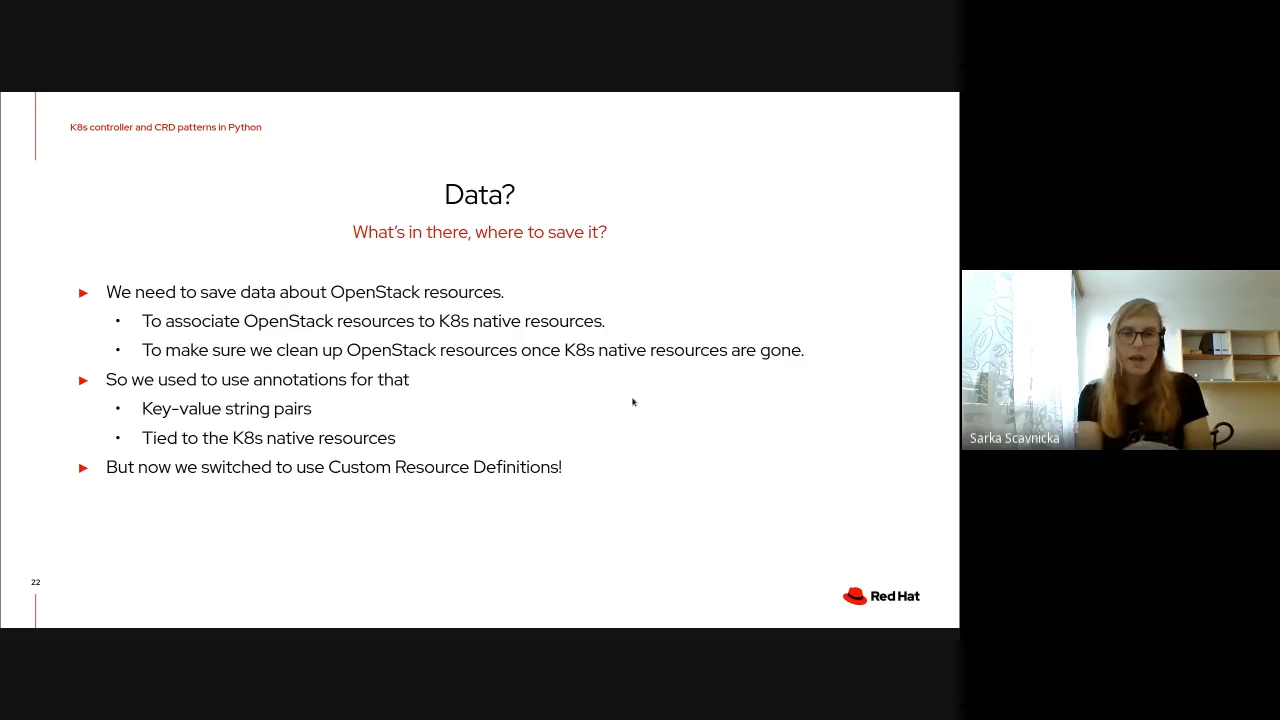 K8s controller and CRD patterns in Python
Data?
What's in there, where to save it?
► We need to save data about OpenStack resources.
• To associate OpenStack resources to K8s native resources.
• To make sure we clean up OpenStack resources once K8s native resources are gone.
► So we used to use annotations for that
• Key-value string pairs
• Tied to the K8s native resources
► But now we switched to use Custom Resource Definitions!
22
Red Hat
Sarka Scavnicka